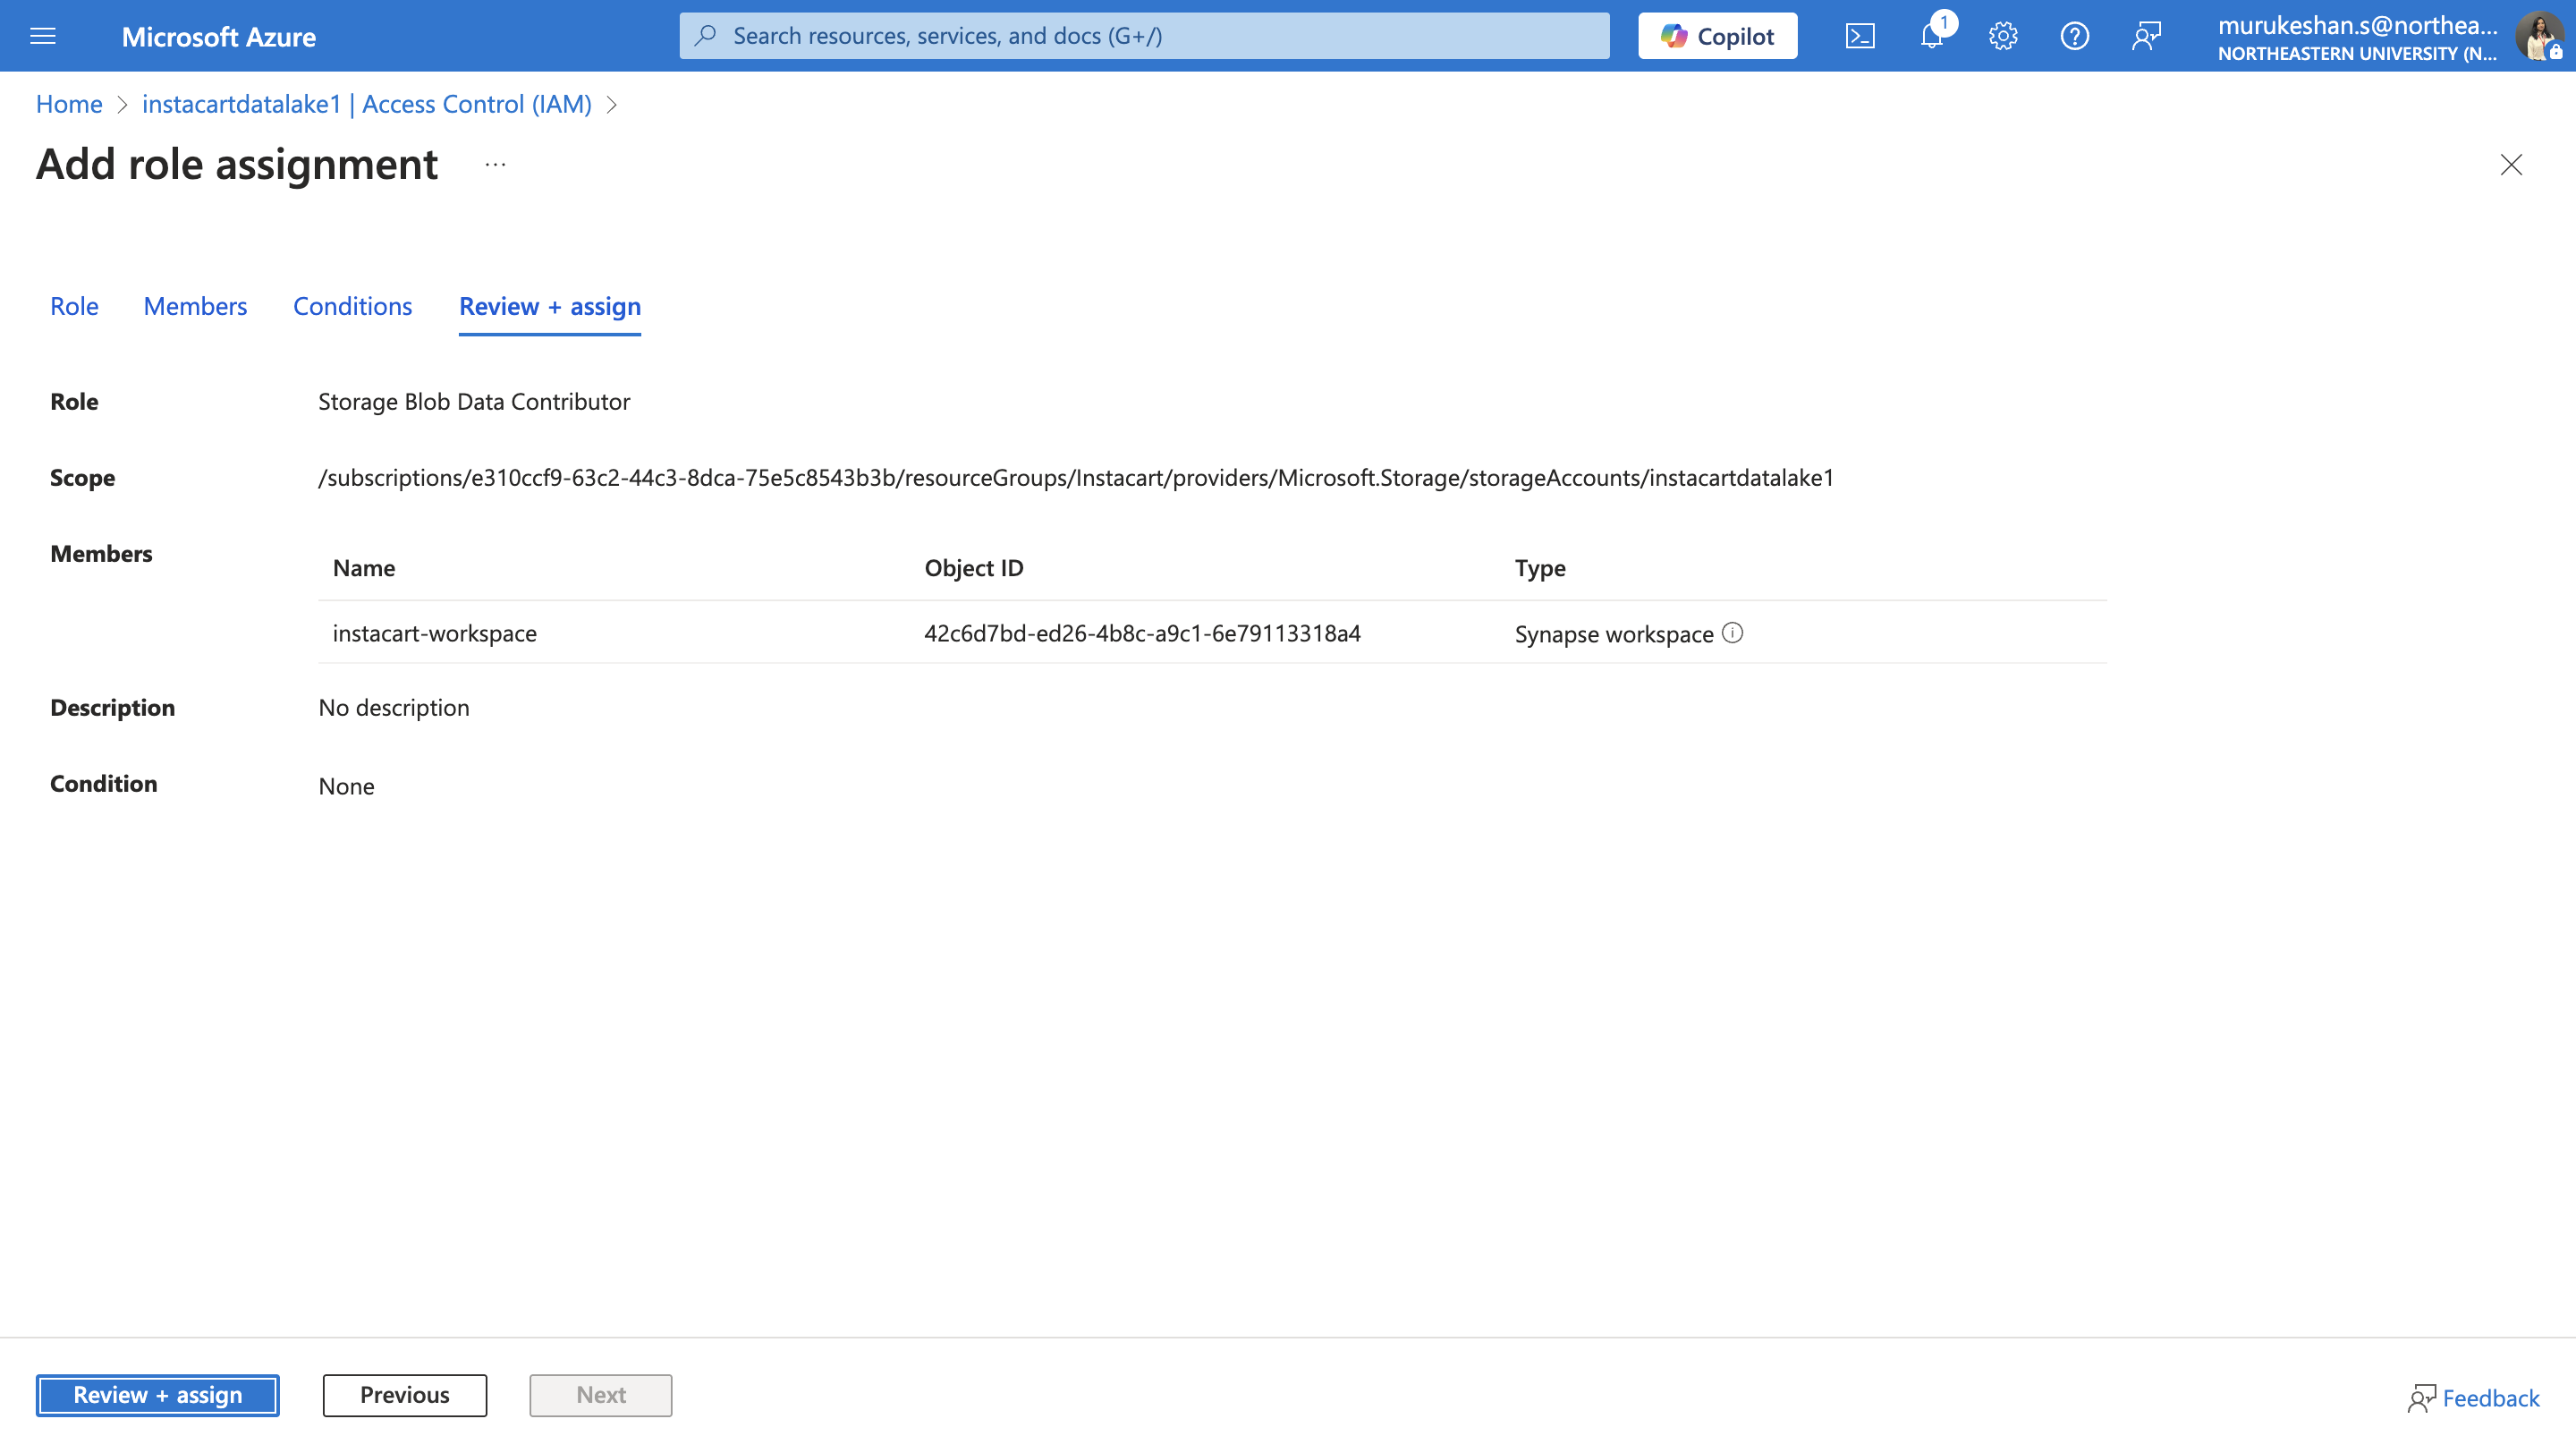 Microsoft Azure
Search resources, services, and docs (G+/)
Copilot
1
murukeshan.s@northea...
NORTHEASTERN UNIVERSITY (N...
Home > instacartdatalake1 | Access Control (IAM) >
Add role assignment ...
Role Members Conditions Review + assign
Role Storage Blob Data Contributor
Scope /subscriptions/e310ccf9-63c2-44c3-8dca-75e5c8543b3b/resourceGroups/Instacart/providers/Microsoft.Storage/storageAccounts/instacartdatalake1
Members
Name Object ID Type
instacart-workspace 42c6d7bd-ed26-4b8c-a9c1-6e79113318a4 Synapse workspace
Description No description
Condition None
Review + assign Previous Next
Feedback